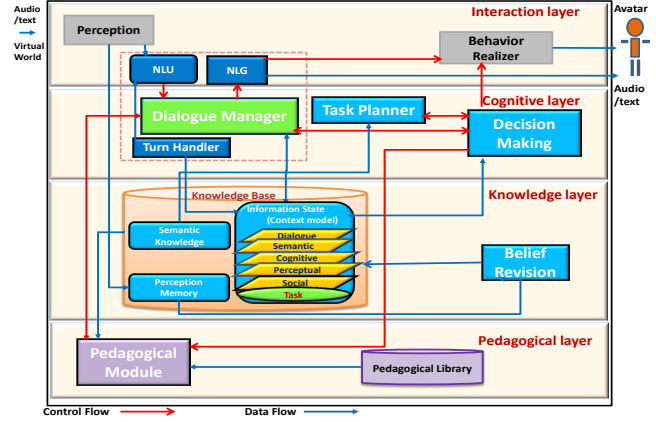 Audio
/text
Virtual
World
Interaction layer
Perception
NLU
NLG
Behavior
Realizer
Avatar
Audio/
text
Cognitive layer
Dialogue Manager
Turn Handler
Task Planner
Decision
Making
Knowledge layer
Knowledge Base
Semantic
Knowledge
Perception
Memory
Information State
(Context model)
Dialogue
Semantic
Cognitive
Perceptual
Social
Task
Belief
Revision
Pedagogical layer
Pedagogical
Module
Pedagogical Library
Control Flow
Data Flow